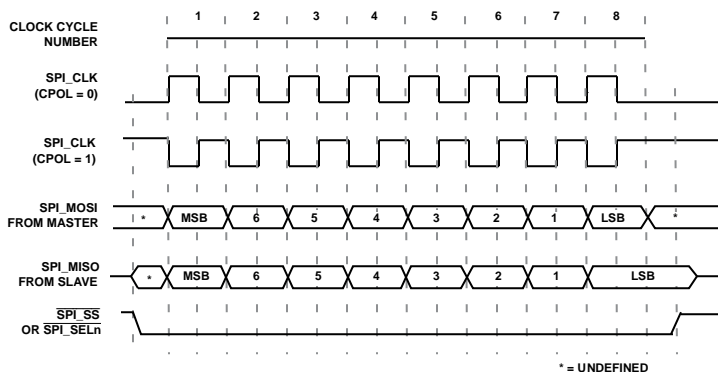 1 2 3 4 5 6 7 8
CLOCK CYCLE
NUMBER
SPI_CLK
(CPOL = 0)
SPI_CLK
(CPOL = 1)
SPI_MOSI
FROM MASTER
* MSB 6 5 4 3 2 1 LSB *
SPI_MISO
FROM SLAVE
* MSB 6 5 4 3 2 1 LSB
SPI_SS
OR SPI_SELn
* = UNDEFINED